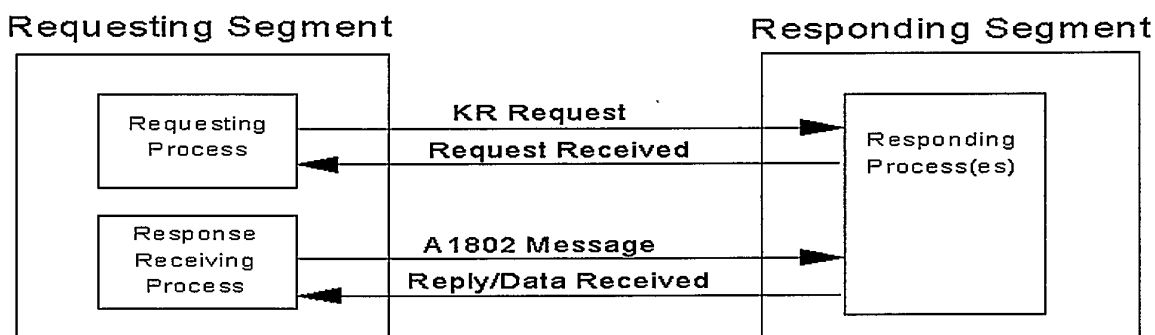 Requesting Segment
Responding Segment
Requesting
Process
KR Request
Request Received
Responding
Process(es)
Response
Receiving
Process
A1802 Message
Reply/Data Received